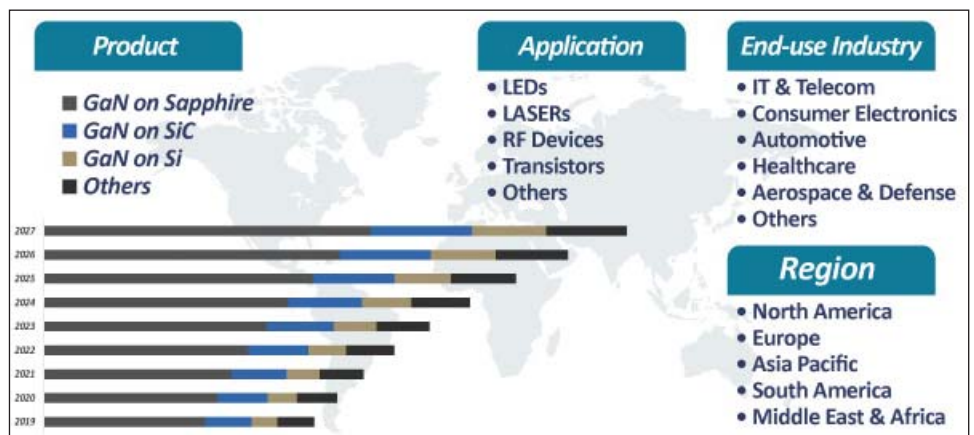 Product
GaN on Sapphire
GaN on SiC
GaN on Si
Others
Application
• LEDs
• LASERs
• RF Devices
• Transistors
• Others
End-use Industry
• IT & Telecom
• Consumer Electronics
• Automotive
• Healthcare
• Aerospace & Defense
• Others
Region
• North America
• Europe
• Asia Pacific
• South America
• Middle East & Africa
2027
2026
2025
2024
2023
2022
2021
2020
2019